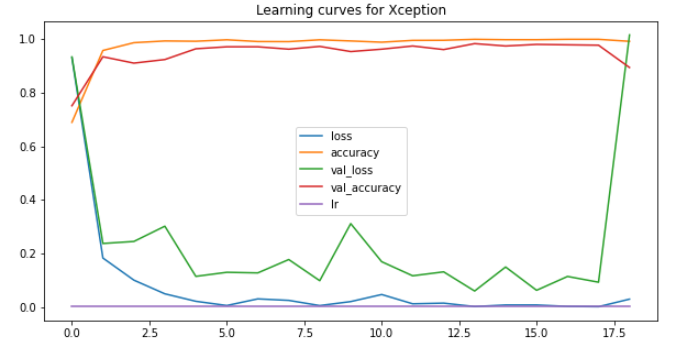 Learning curves for Xception
1.0
0.8
0.6
0.4
0.2
0.0
loss
accuracy
val_loss
val_accuracy
lr
0.0 2.5 5.0 7.5 10.0 12.5 15.0 17.5